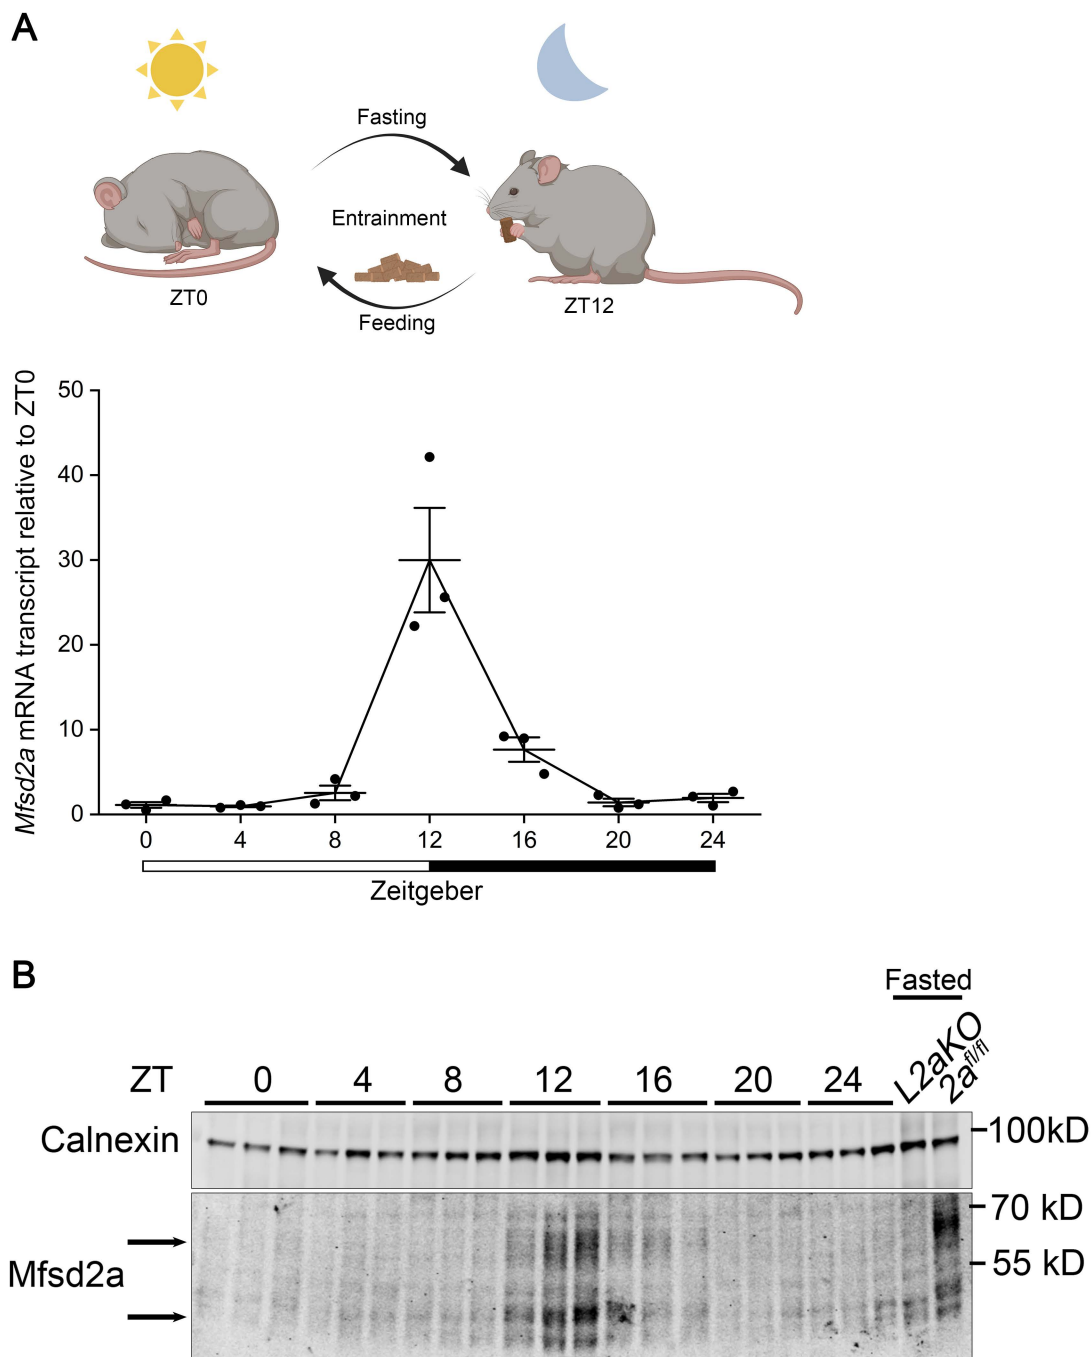 A
Fasting
Entrainment
ZT0
ZT12
Feeding
Mfsd2a mRNA transcript relative to ZT0
50
40
30
20
10
0
0 4 8 12 16 20 24
Zeitgeber
B
Fasted
ZT 0 4 8 12 16 20 24 L2aKO 2a^fl/fl
Calnexin
100kD
70 kD
55 kD
Mfsd2a